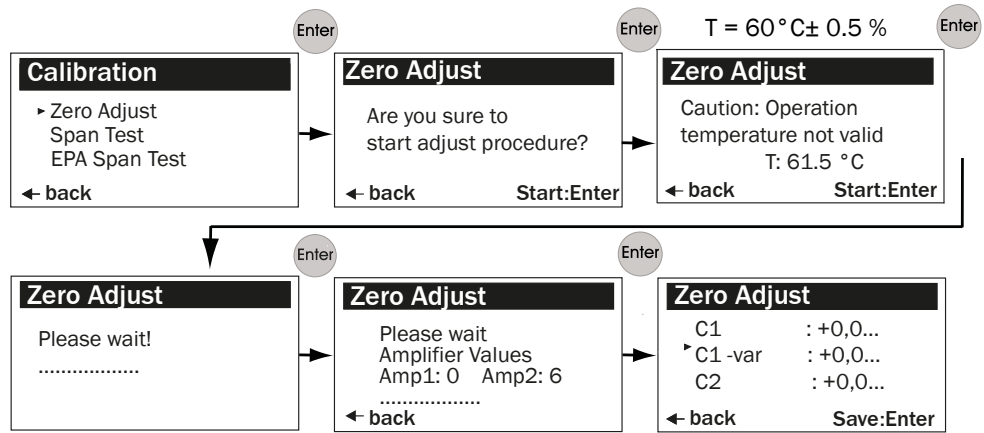 Enter
Enter
T = 60°C± 0.5 %
Enter
Calibration
Zero Adjust
Span Test
EPA Span Test
back
Zero Adjust
Are you sure to
start adjust procedure?
back Start:Enter
Zero Adjust
Caution: Operation
temperature not valid
T: 61.5 °C
back Start:Enter
Enter
Enter
Zero Adjust
Please wait!
..................
Zero Adjust
Please wait
Amplifier Values
Amp1: 0 Amp2: 6
..................
back
Zero Adjust
C1 : +0,0...
C1 -var : +0,0...
C2 : +0,0...
back Save:Enter